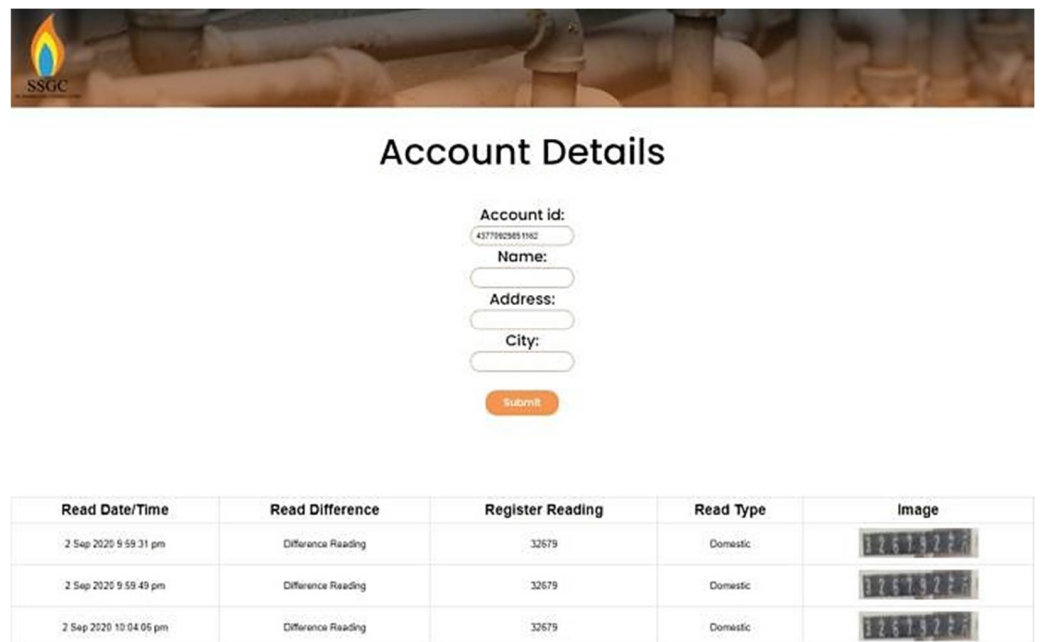 SSGC
Account Details
Account id:
Name:
Address:
City:
Submit
Read Date/Time Read Difference Register Reading Read Type Image
2 Sep 2020 9:59:31 pm Difference Reading 32679 Domestic
2 Sep 2020 9:59:49 pm Difference Reading 32679 Domestic
2 Sep 2020 10:04:06 pm Difference Reading 32679 Domestic